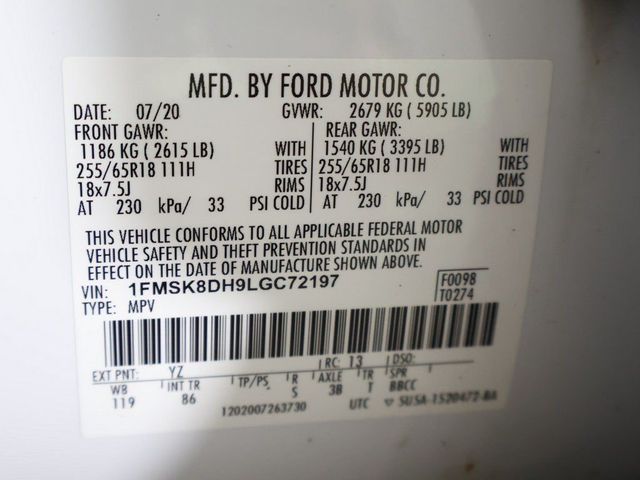 MFD. BY FORD MOTOR CO.
DATE: 07/20 GVWR: 2679 KG ( 5905 LB)
FRONT GAWR: REAR GAWR:
1186 KG ( 2615 LB) WITH 1540 KG ( 3395 LB) WITH
255/65R18 111H TIRES 255/65R18 111H TIRES
18x7.5J RIMS 18x7.5J RIMS
AT 230 kPa/ 33 PSI COLD AT 230 kPa/ 33 PSI COLD
THIS VEHICLE CONFORMS TO ALL APPLICABLE FEDERAL MOTOR
VEHICLE SAFETY AND THEFT PREVENTION STANDARDS IN
EFFECT ON THE DATE OF MANUFACTURE SHOWN ABOVE.
VIN: 1FMSK8DH9LGC72197 F0098
TYPE: MPV T0274
EXT PNT: YZ RC: 13 DSO:
WB INT TR TP/PS R AXLE TR SPR
119 86 S 3B T BBCC
1202007263730 UTC ▽ 5U5A-1520472-BA